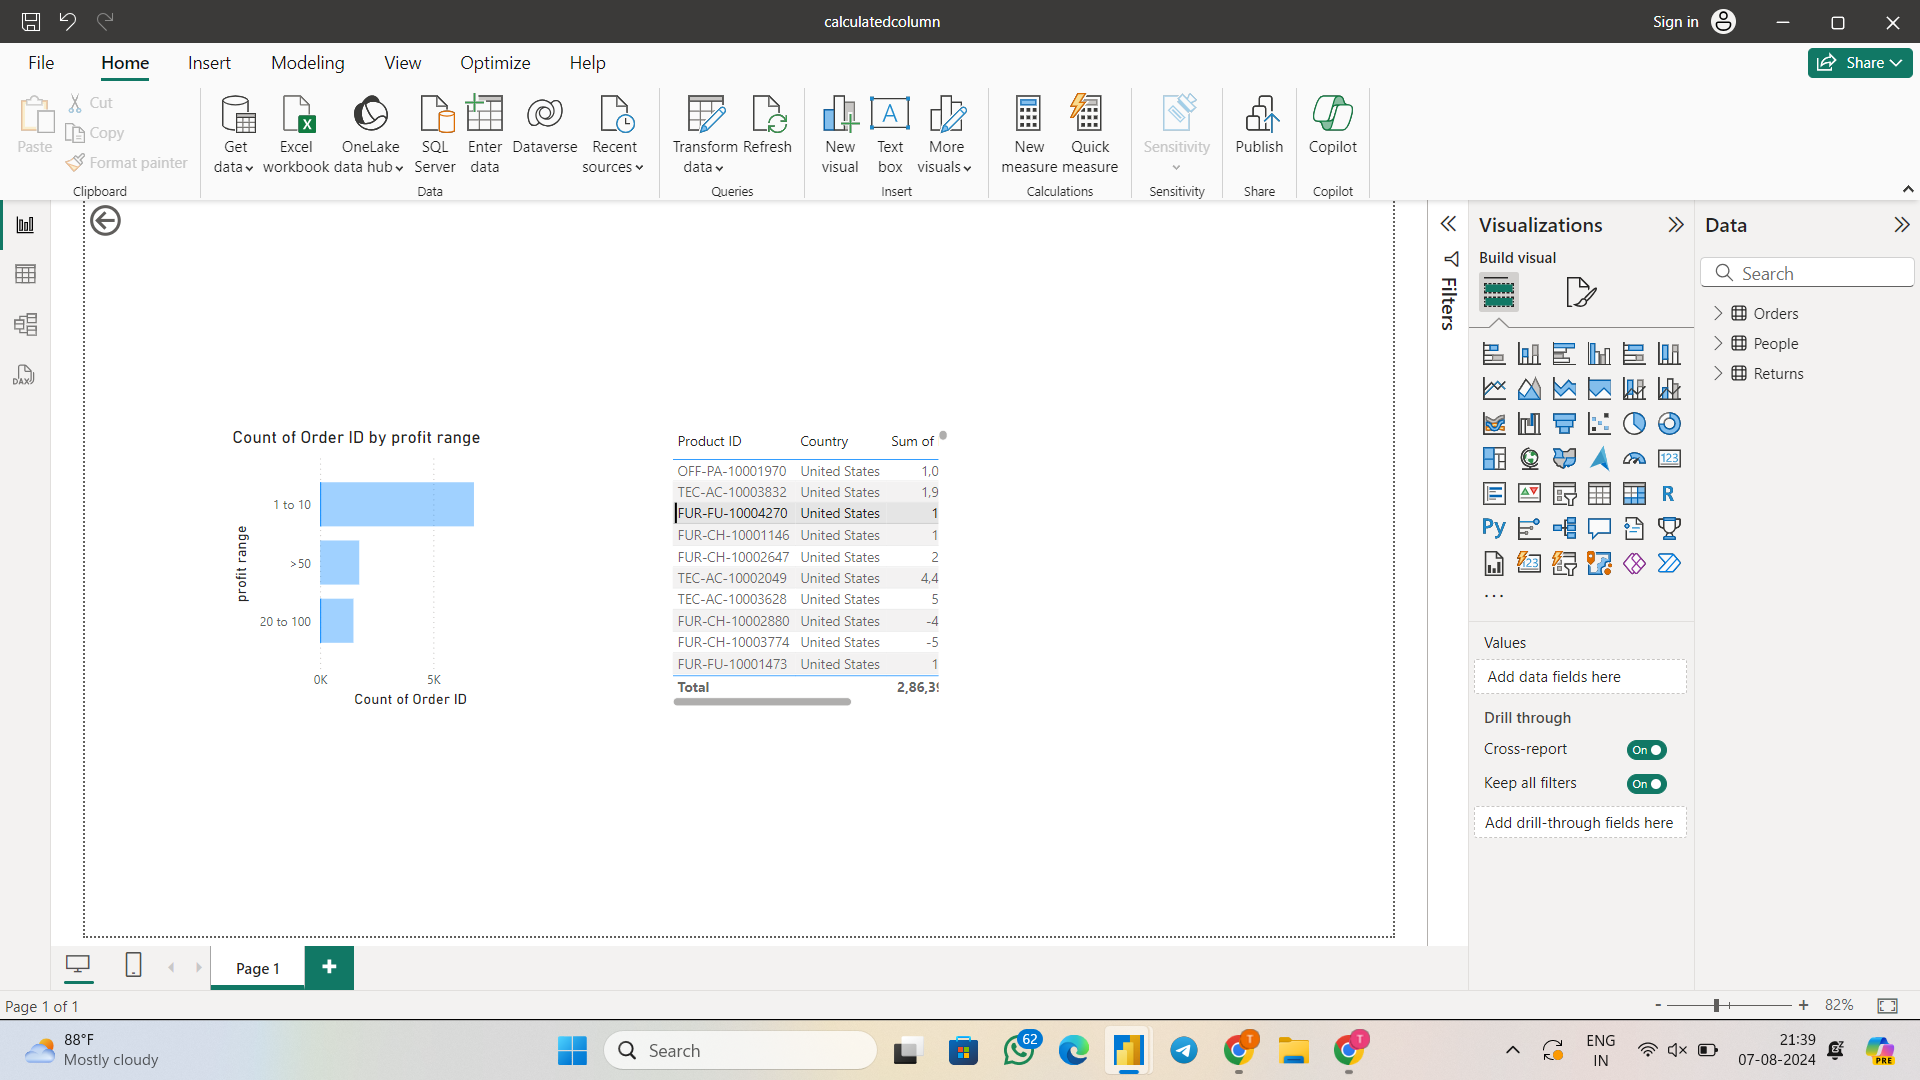 calculatedcolumn
Sign in
File Home Insert Modeling View Optimize Help
Share
Paste
Cut
Copy
Format painter
Clipboard
Get data
Excel workbook
OneLake data hub
SQL Server
Enter data
Dataverse
Recent sources
Data
Transform data
Refresh
Queries
New visual
Text box
More visuals
Insert
New measure
Quick measure
Calculations
Sensitivity
Sensitivity
Publish
Share
Copilot
Copilot
DAX
Count of Order ID by profit range
profit range
1 to 10
>50
20 to 100
0K 5K
Count of Order ID
Product ID Country Sum of
OFF-PA-10001970 United States 1,0
TEC-AC-10003832 United States 1,9
FUR-FU-10004270 United States 1
FUR-CH-10001146 United States 1
FUR-CH-10002647 United States 2
TEC-AC-10002049 United States 4,4
TEC-AC-10003628 United States 5
FUR-CH-10002880 United States -4
FUR-CH-10003774 United States -5
FUR-FU-10001473 United States 1
Total 2,86,39
Filters
Visualizations
Build visual
123
R
Py
123
...
Values
Add data fields here
Drill through
Cross-report On
Keep all filters On
Add drill-through fields here
Data
Search
Orders
People
Returns
Page 1
+
Page 1 of 1
- + 82%
88°F
Mostly cloudy
Search
62
T
T
ENG
IN
21:39
07-08-2024
PRE